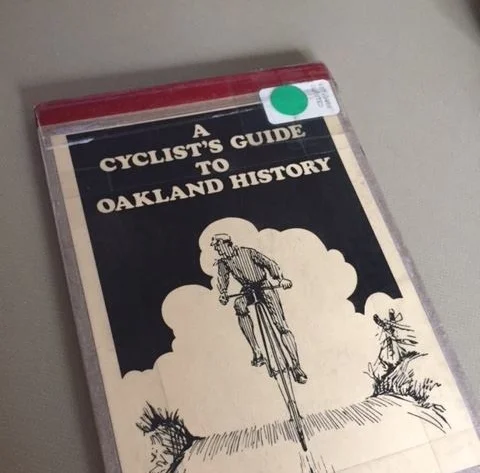 A
CYCLIST'S GUIDE
TO
OAKLAND HISTORY